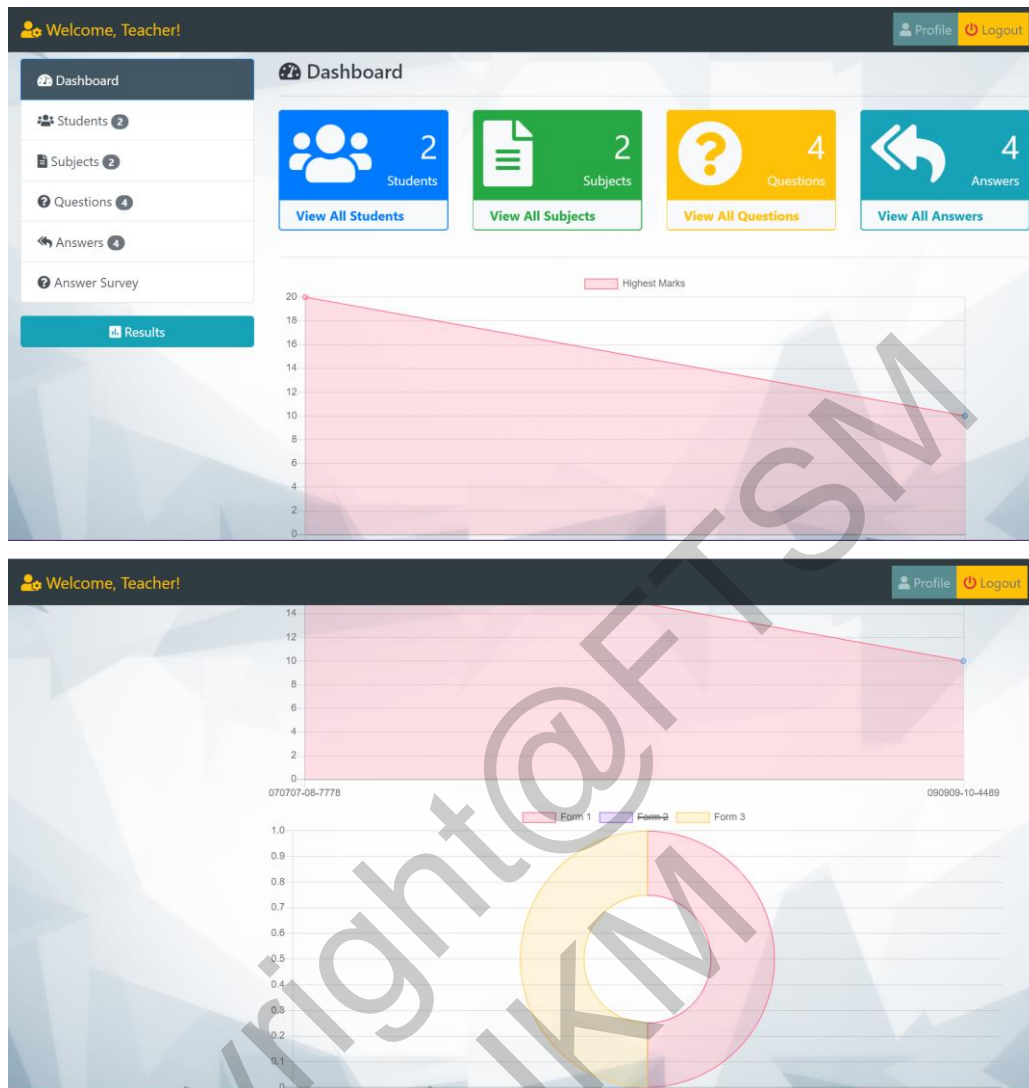 Welcome, Teacher!
Profile
Logout
Dashboard
Students 2
Subjects 2
Questions 4
Answers 4
Answer Survey
Results
Dashboard
2
Students
View All Students
2
Subjects
View All Subjects
4
Questions
View All Questions
4
Answers
View All Answers
Highest Marks
20
18
16
14
12
10
8
6
4
2
0
Welcome, Teacher!
Profile
Logout
14
12
10
8
6
4
2
0
070707-08-7778
090909-10-4489
Form 1
Form 2
Form 3
1.0
0.9
0.8
0.7
0.6
0.5
0.4
0.3
0.2
0.1
0
right@FTSM
KM